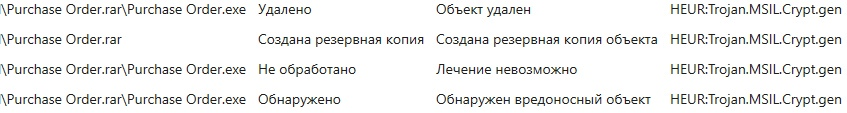 \Purchase Order.rar\Purchase Order.exe Удалено Объект удален HEUR:Trojan.MSIL.Crypt.gen
\Purchase Order.rar Создана резервная копия Создана резервная копия объекта HEUR:Trojan.MSIL.Crypt.gen
\Purchase Order.rar\Purchase Order.exe Не обработано Лечение невозможно HEUR:Trojan.MSIL.Crypt.gen
\Purchase Order.rar\Purchase Order.exe Обнаружено Обнаружен вредоносный объект HEUR:Trojan.MSIL.Crypt.gen